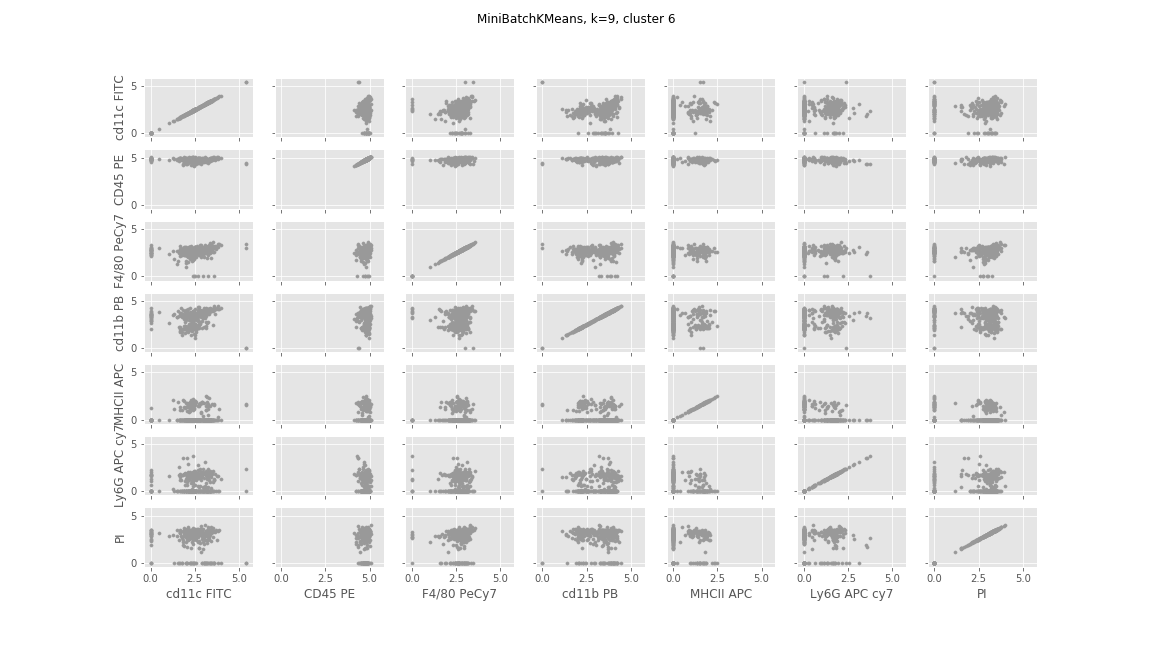 MiniBatchKMeans, k=9, cluster 6
cd11c FITC
5
0
CD45 PE
5
0
F4/80 PeCy7
5
0
cd11b PB
5
0
MHCII APC
5
0
Ly6G APC cy7
5
0
PI
5
0
0.0 2.5 5.0 0.0 2.5 5.0 0.0 2.5 5.0 0.0 2.5 5.0 0.0 2.5 5.0 0.0 2.5 5.0 0.0 2.5 5.0
cd11c FITC CD45 PE F4/80 PeCy7 cd11b PB MHCII APC Ly6G APC cy7 PI